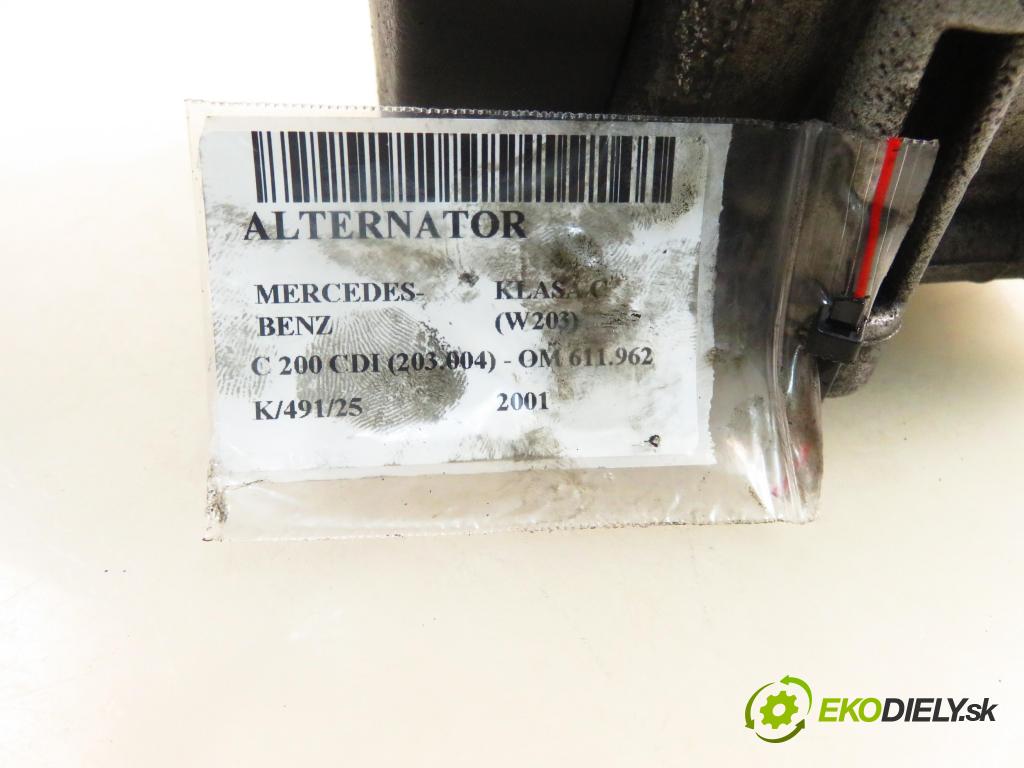 ALTERNATOR
MERCEDES-BENZ
KLASA C (W203)
C 200 CDI (203.004) - OM 611.962
K/491/25
2001
EKODIELY.sk